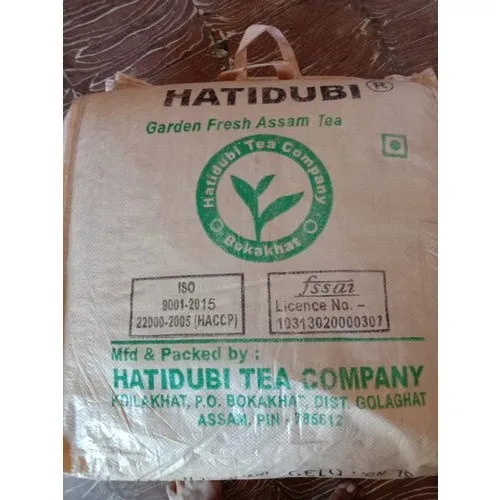 HATIDUBI ®
Garden Fresh Assam Tea
Hatidubi Tea Company
Bokakhat
ISO
9001-2015
22000-2005 (HACCP)
fssai
Licence No. –
10313020000307
Mfd & Packed by :
HATIDUBI TEA COMPANY
KOILAKHAT, P.O. BOKAKHAT, DIST. GOLAGHAT
ASSAM, PIN - 785612